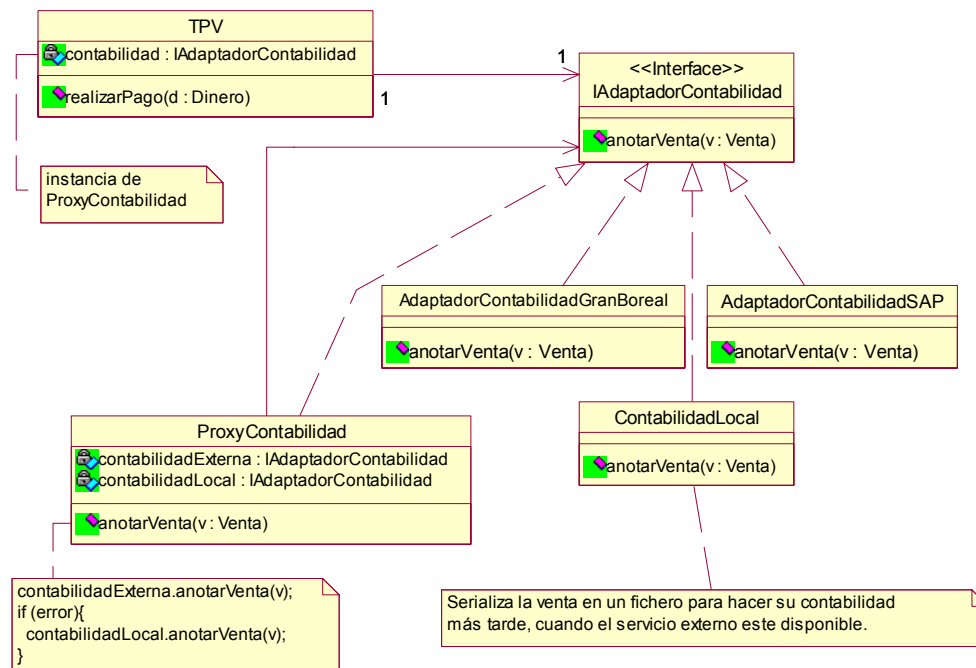 TPV
contabilidad : IAdaptadorContabilidad
realizarPago(d : Dinero)
1
1
<<Interface>>
IAdaptadorContabilidad
anotarVenta(v : Venta)
instancia de
ProxyContabilidad
AdaptadorContabilidadGranBoreal
anotarVenta(v : Venta)
AdaptadorContabilidadSAP
anotarVenta(v : Venta)
ProxyContabilidad
contabilidadExterna : IAdaptadorContabilidad
contabilidadLocal : IAdaptadorContabilidad
anotarVenta(v : Venta)
ContabilidadLocal
anotarVenta(v : Venta)
contabilidadExterna.anotarVenta(v);
if (error){
contabilidadLocal.anotarVenta(v);
}
Serializa la venta en un fichero para hacer su contabilidad
más tarde, cuando el servicio externo este disponible.